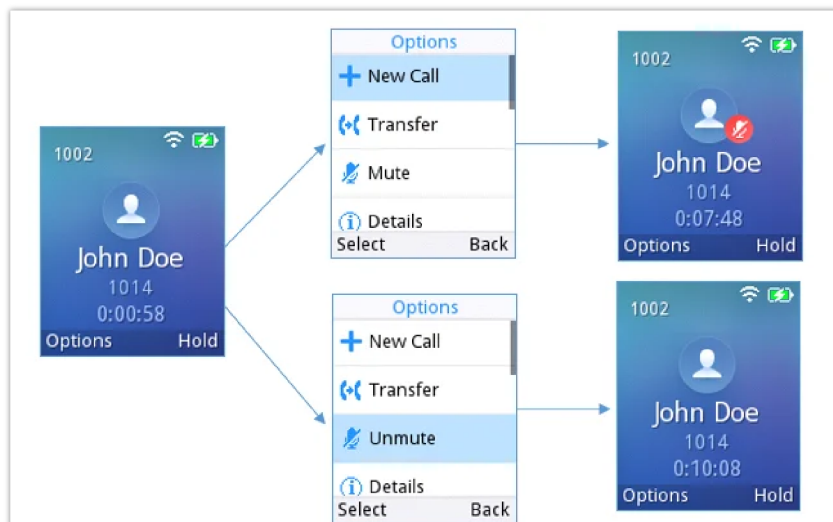 1002
John Doe
1014
0:00:58
Options Hold
Options
New Call
Transfer
Mute
Details
Select Back
1002
John Doe
1014
0:07:48
Options Hold
Options
New Call
Transfer
Unmute
Details
Select Back
1002
John Doe
1014
0:10:08
Options Hold